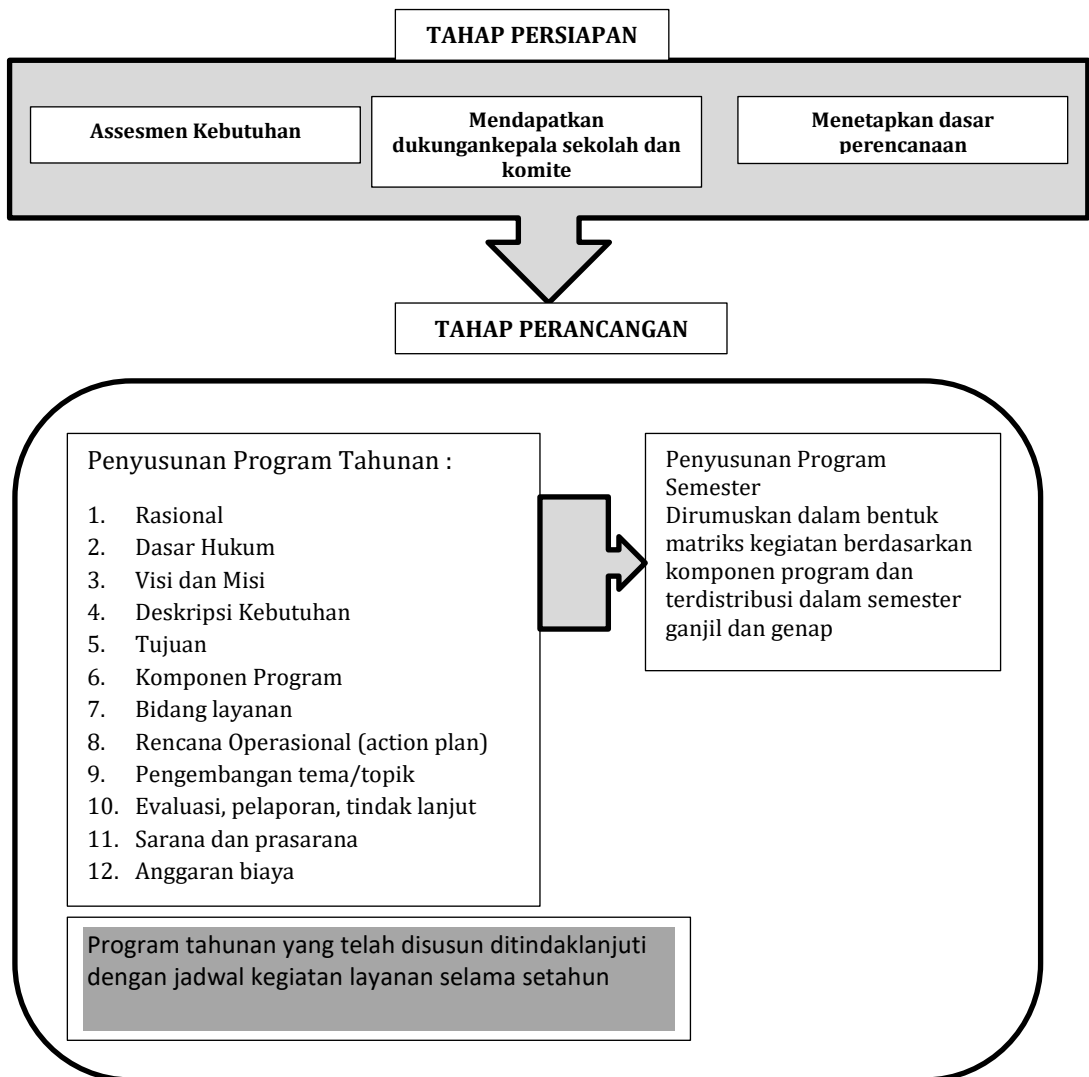 TAHAP PERSIAPAN
Assesmen Kebutuhan
Mendapatkan
dukungankepala sekolah dan
komite
Menetapkan dasar
perencanaan
TAHAP PERANCANGAN
Penyusunan Program Tahunan :
1. Rasional
2. Dasar Hukum
3. Visi dan Misi
4. Deskripsi Kebutuhan
5. Tujuan
6. Komponen Program
7. Bidang layanan
8. Rencana Operasional (action plan)
9. Pengembangan tema/topik
10. Evaluasi, pelaporan, tindak lanjut
11. Sarana dan prasarana
12. Anggaran biaya
Penyusunan Program
Semester
Dirumuskan dalam bentuk
matriks kegiatan berdasarkan
komponen program dan
terdistribusi dalam semester
ganjil dan genap
Program tahunan yang telah disusun ditindaklanjuti
dengan jadwal kegiatan layanan selama setahun